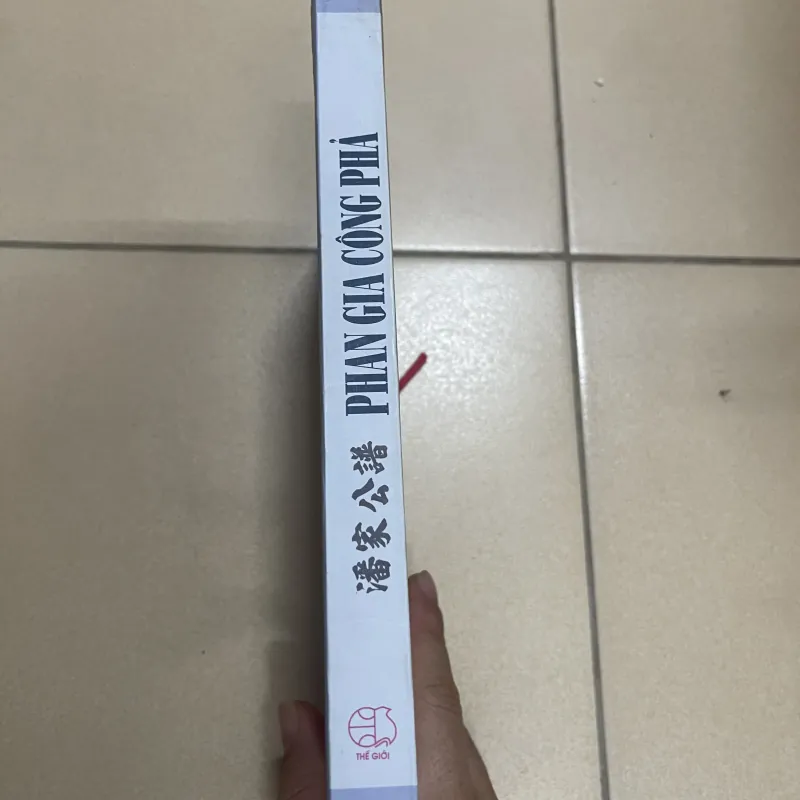 潘家公譜
PHAN GIA CÔNG PHẢ
THẾ GIỚI